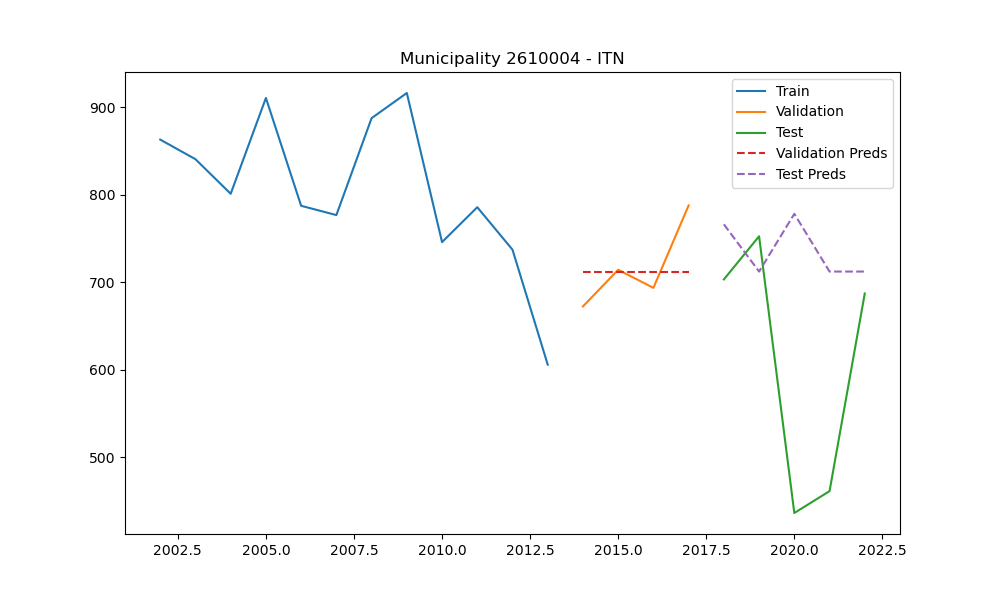 Municipality 2610004 - ITN
Train
Validation
Test
Validation Preds
Test Preds
900
800
700
600
500
2002.5 2005.0 2007.5 2010.0 2012.5 2015.0 2017.5 2020.0 2022.5